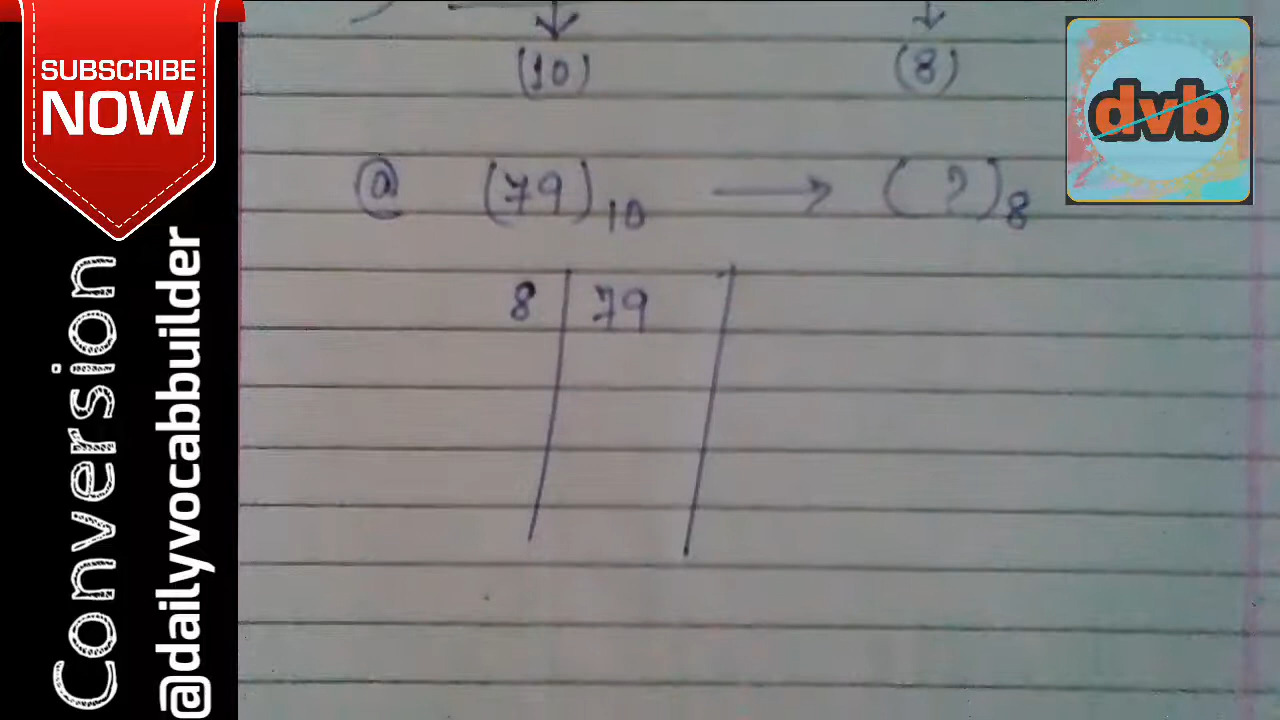 SUBSCRIBE
NOW
Conversion
@dailyvocabbuilder
dvb
(10) (8)
@ (79)10 → (?)8
8 79